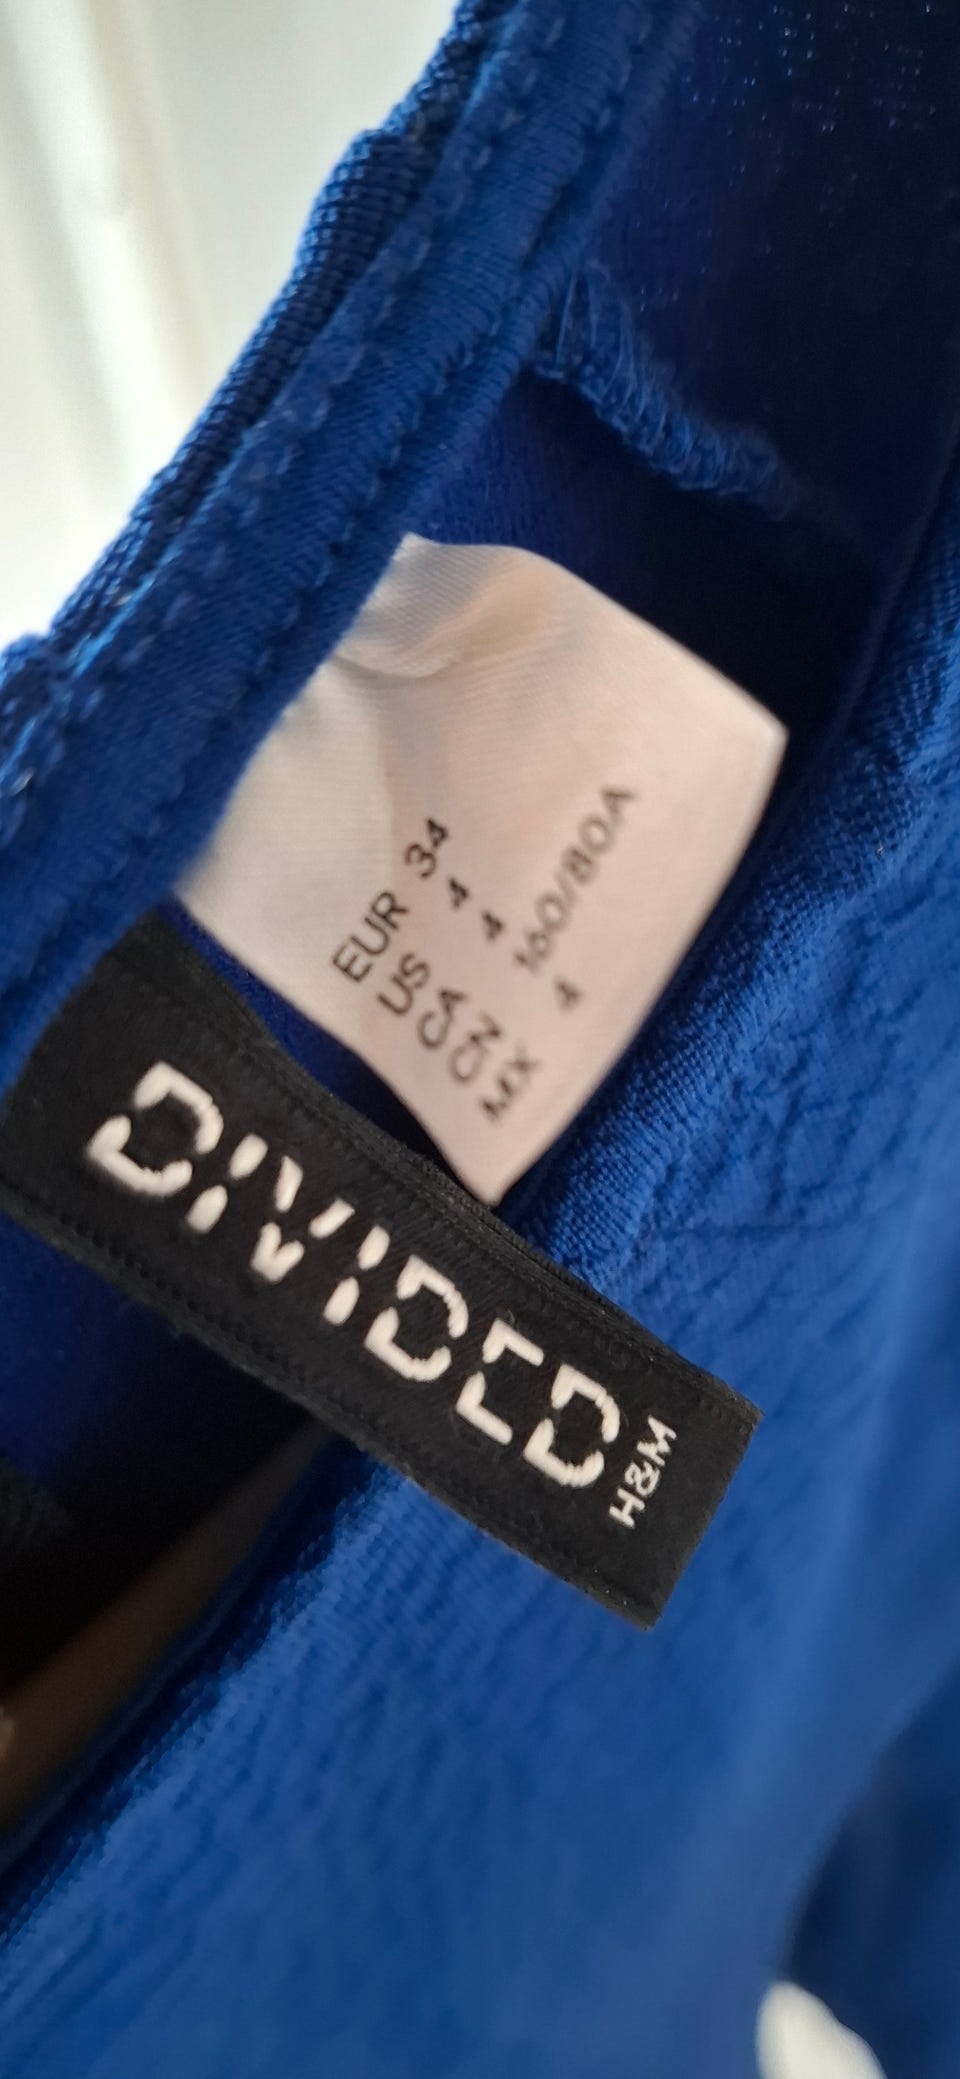 EUR 34
US 4
CA 4
CN 160/80A
MX 4
DIVIDED
H&M